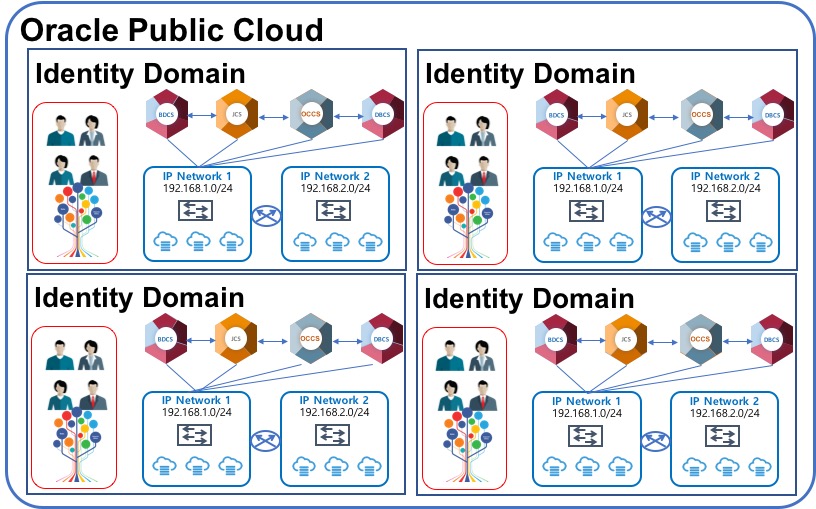 Oracle Public Cloud
Identity Domain
BDCS JCS OCCS DBCS
IP Network 1
192.168.1.0/24
IP Network 2
192.168.2.0/24
Identity Domain
BDCS JCS OCCS DBCS
IP Network 1
192.168.1.0/24
IP Network 2
192.168.2.0/24
Identity Domain
BDCS JCS OCCS DBCS
IP Network 1
192.168.1.0/24
IP Network 2
192.168.2.0/24
Identity Domain
BDCS JCS OCCS DBCS
IP Network 1
192.168.1.0/24
IP Network 2
192.168.2.0/24